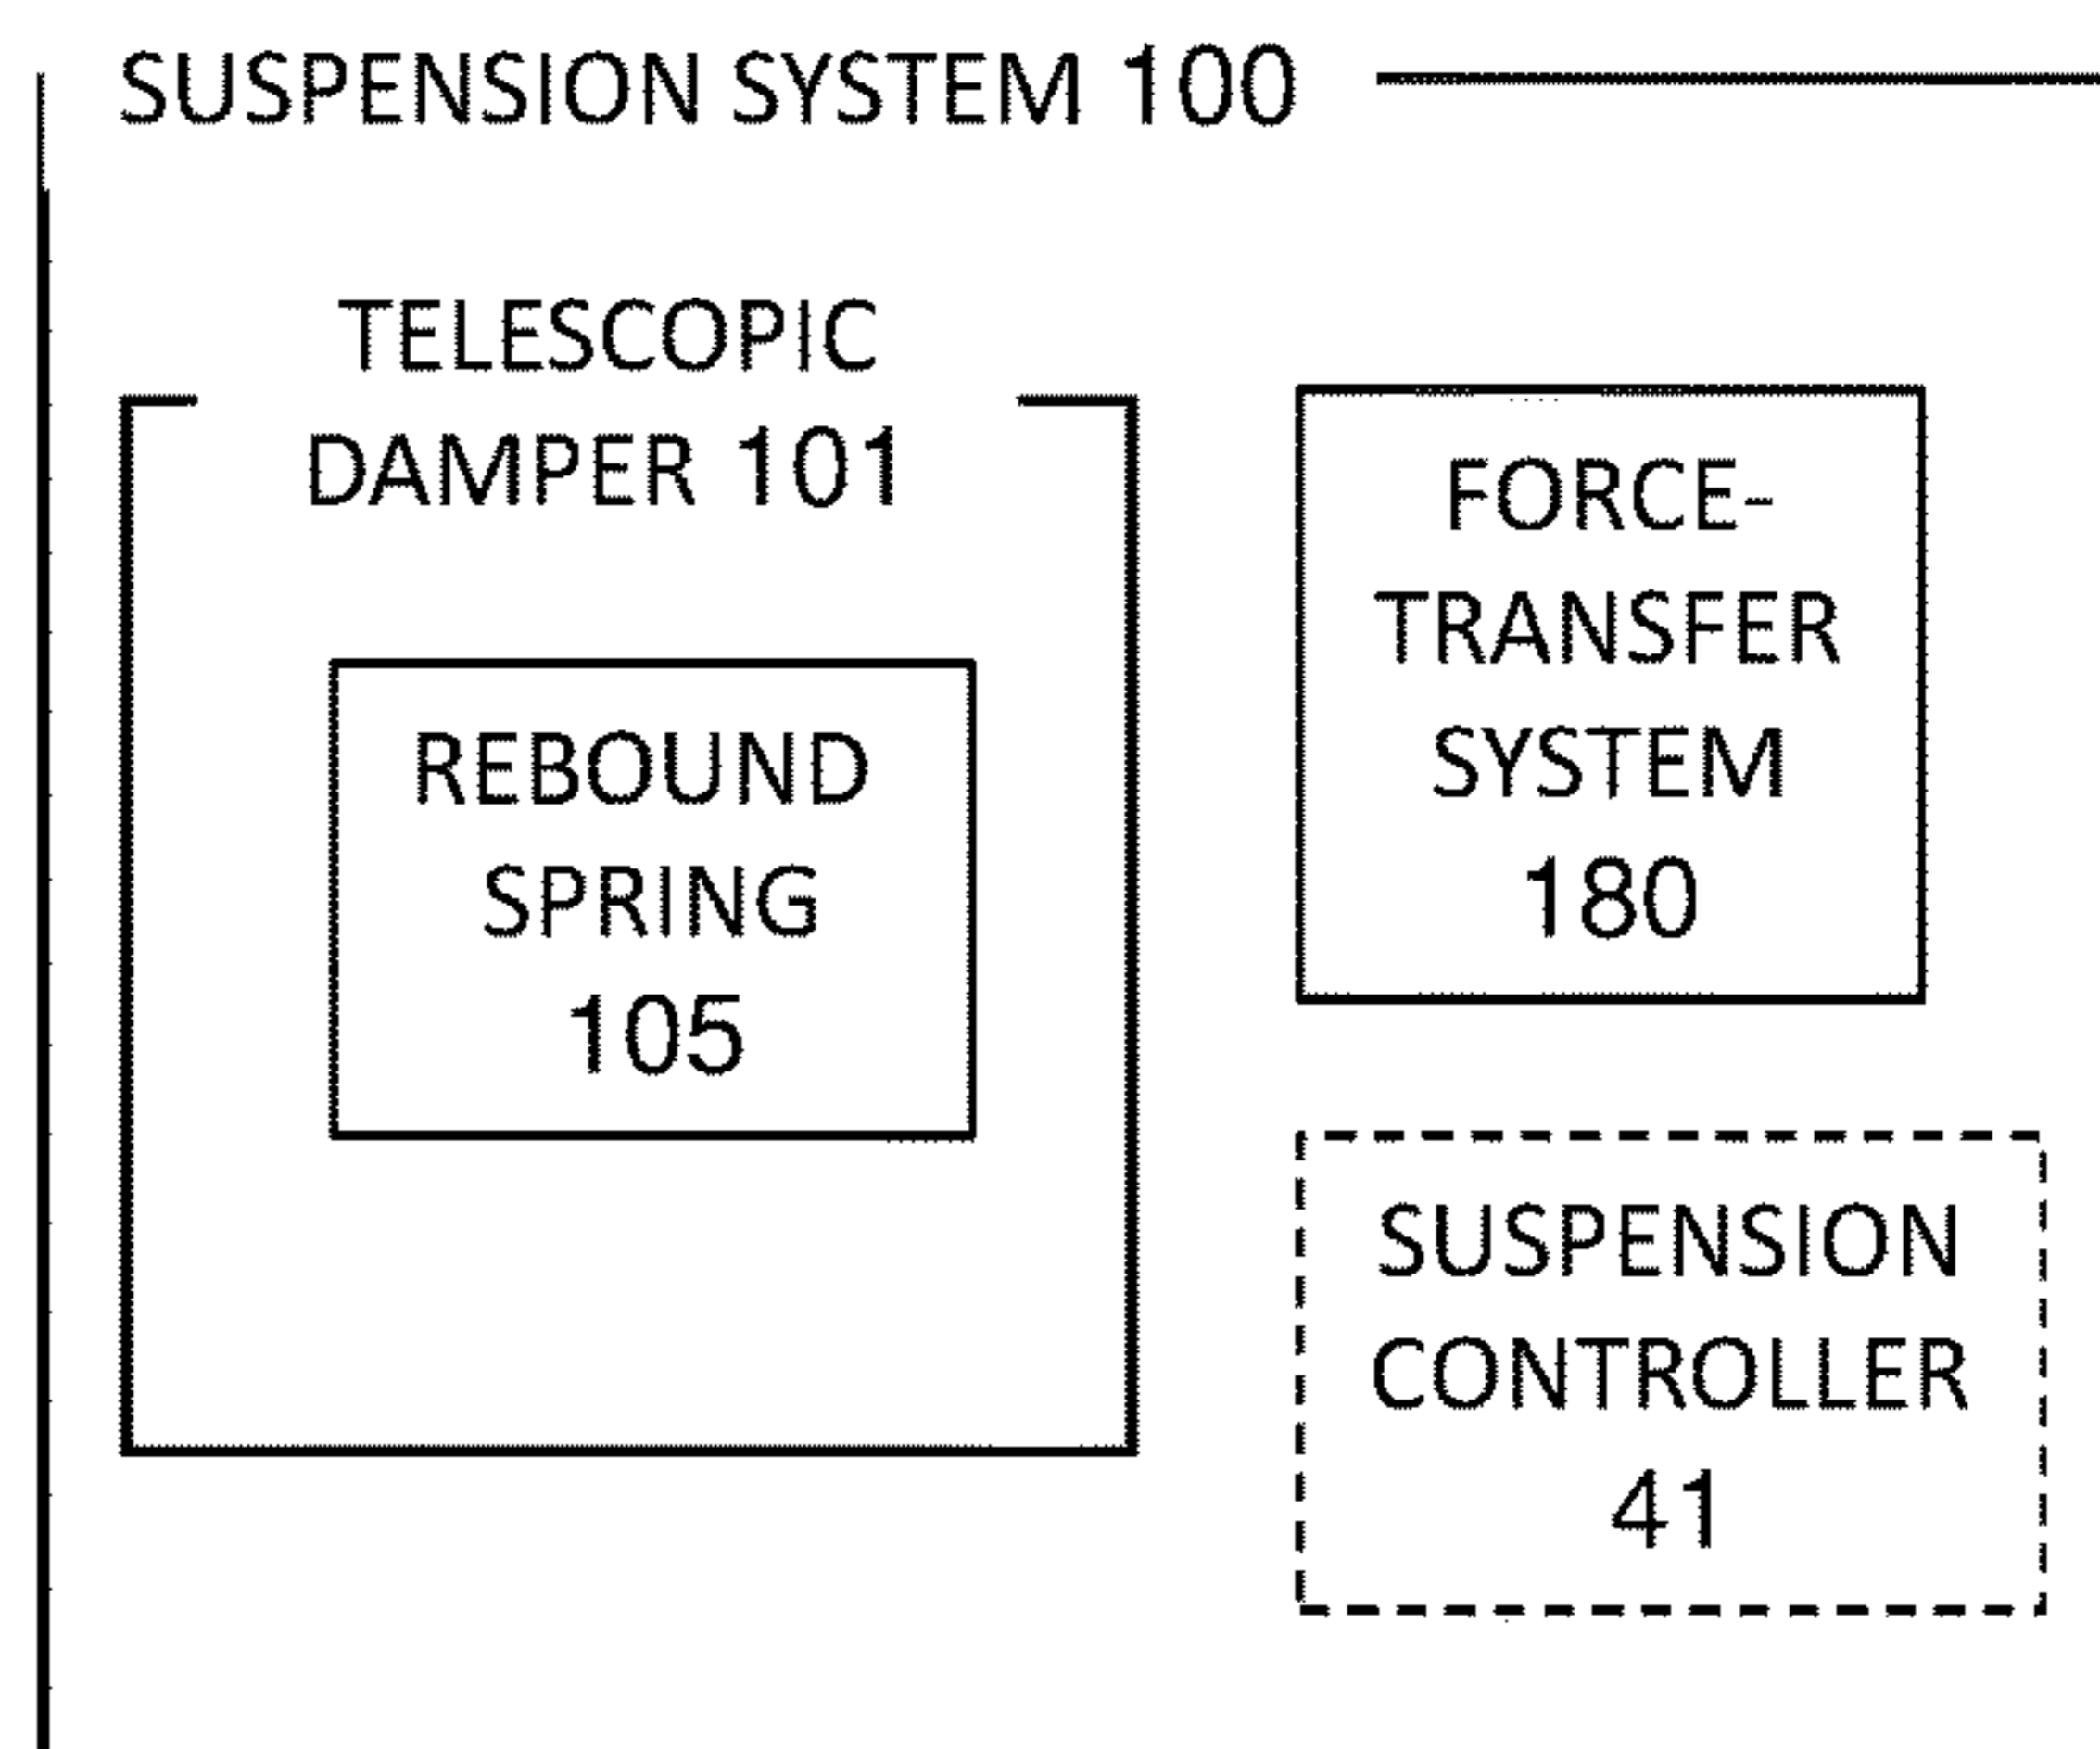 SUSPENSION SYSTEM 100
TELESCOPIC
DAMPER 101
REBOUND
SPRING
105
FORCE-
TRANSFER
SYSTEM
180
SUSPENSION
CONTROLLER
41